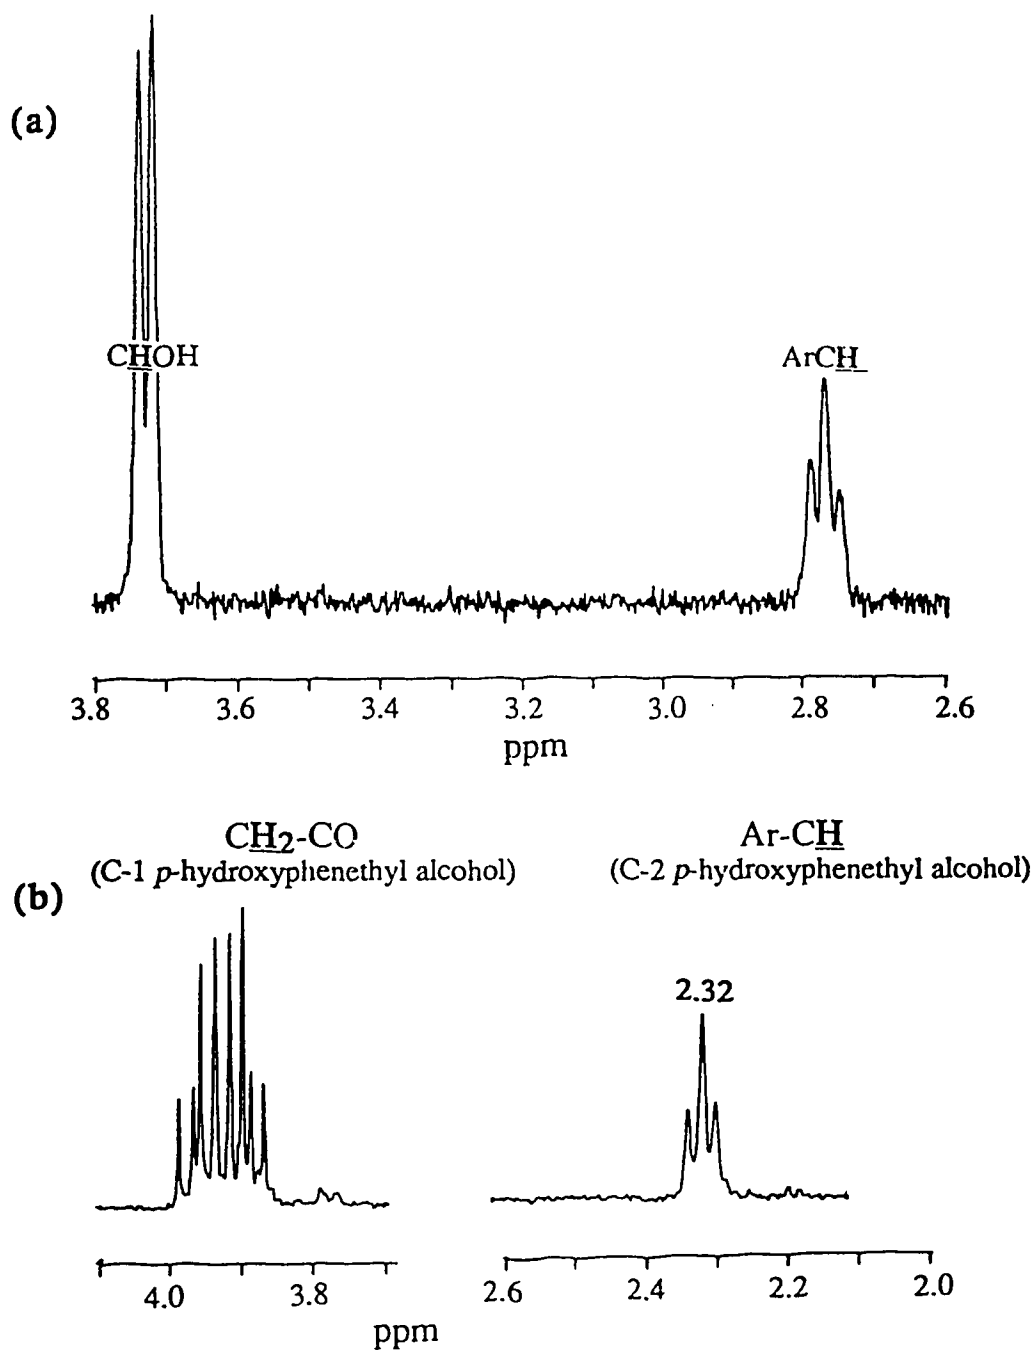 (a)
CHOH
ArCH
3.8 3.6 3.4 3.2 3.0 2.8 2.6
ppm
CH2-CO
(C-1 p-hydroxyphenethyl alcohol)
Ar-CH
(C-2 p-hydroxyphenethyl alcohol)
(b)
2.32
4.0 3.8
2.6 2.4 2.2 2.0
ppm